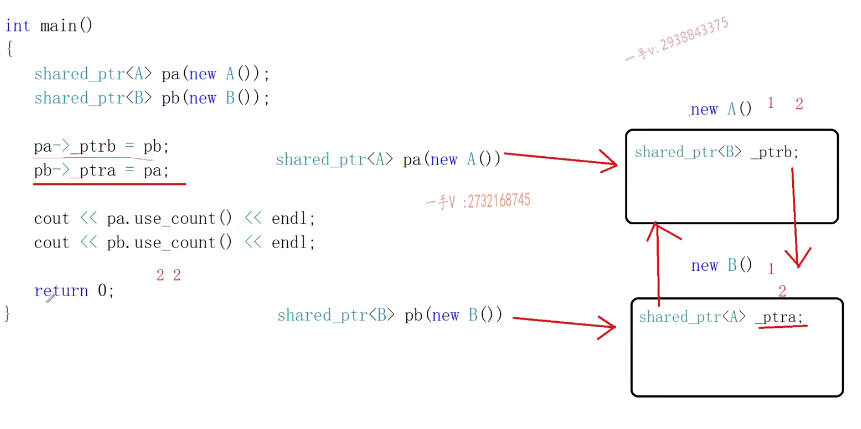 int main()
{
shared_ptr<A> pa(new A());
shared_ptr<B> pb(new B());
pa->_ptrb = pb;
pb->_ptra = pa;
cout << pa.use_count() << endl;
cout << pb.use_count() << endl;
2 2
return 0;
}
一手v:2938843375
new A() 1 2
shared_ptr<A> pa(new A())
shared_ptr<B> _ptrb;
一手V :2732168745
new B() 1
2
shared_ptr<B> pb(new B())
shared_ptr<A> _ptra;